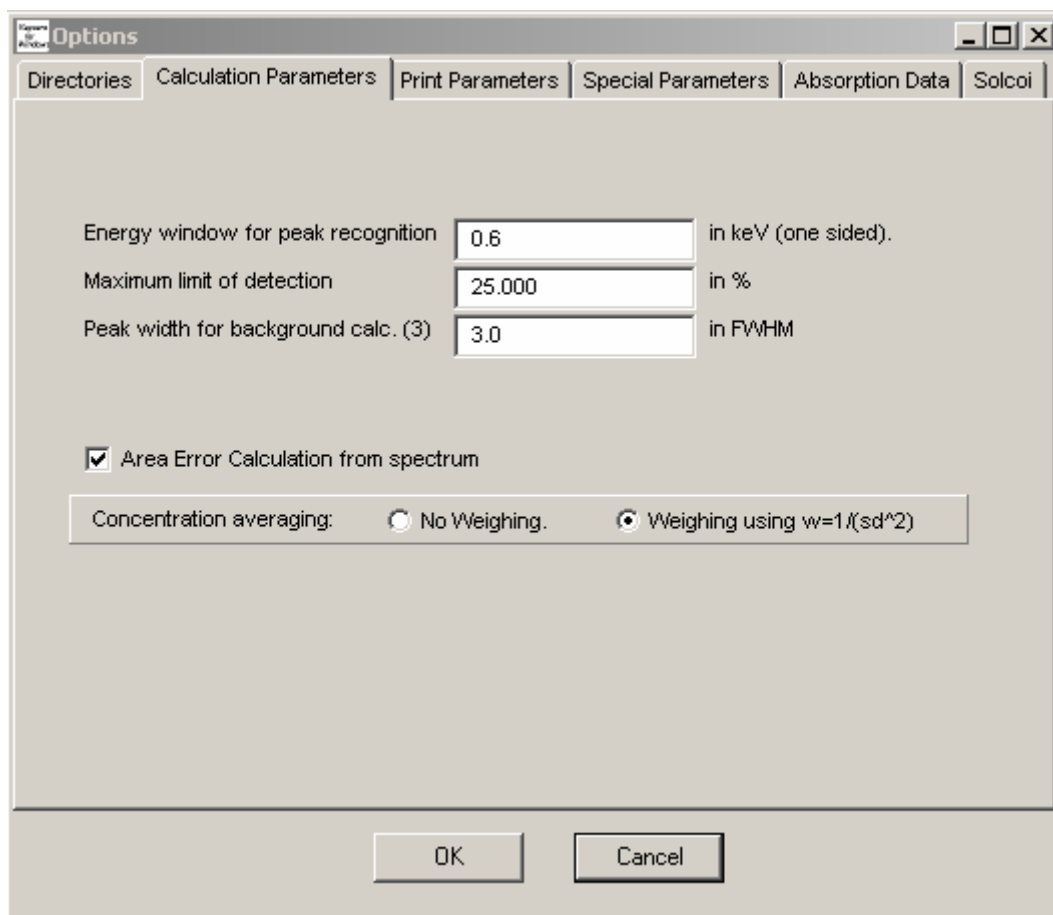 Options
Directories Calculation Parameters Print Parameters Special Parameters Absorption Data Solcoi
Energy window for peak recognition 0.6 in keV (one sided).
Maximum limit of detection 25.000 in %
Peak width for background calc. (3) 3.0 in FWHM
Area Error Calculation from spectrum
Concentration averaging: No Weighing. Weighing using w=1/(sd^2)
OK Cancel